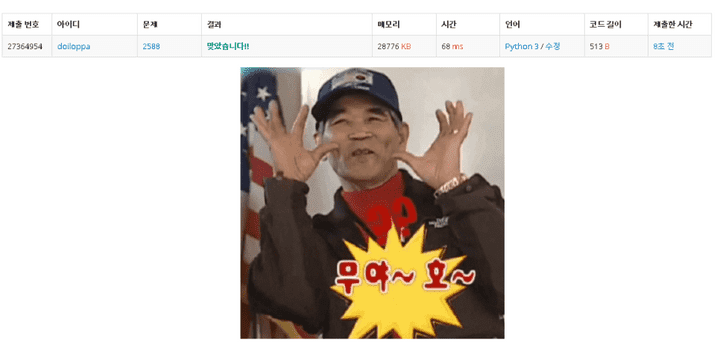 제출 번호 아이디 문제 결과 메모리 시간 언어 코드 길이 제출한 시간
27364954 doiloppa 2588 맞았습니다!! 28776 KB 68 ms Python 3 / 수정 513 B 8초 전
무야~ 호~